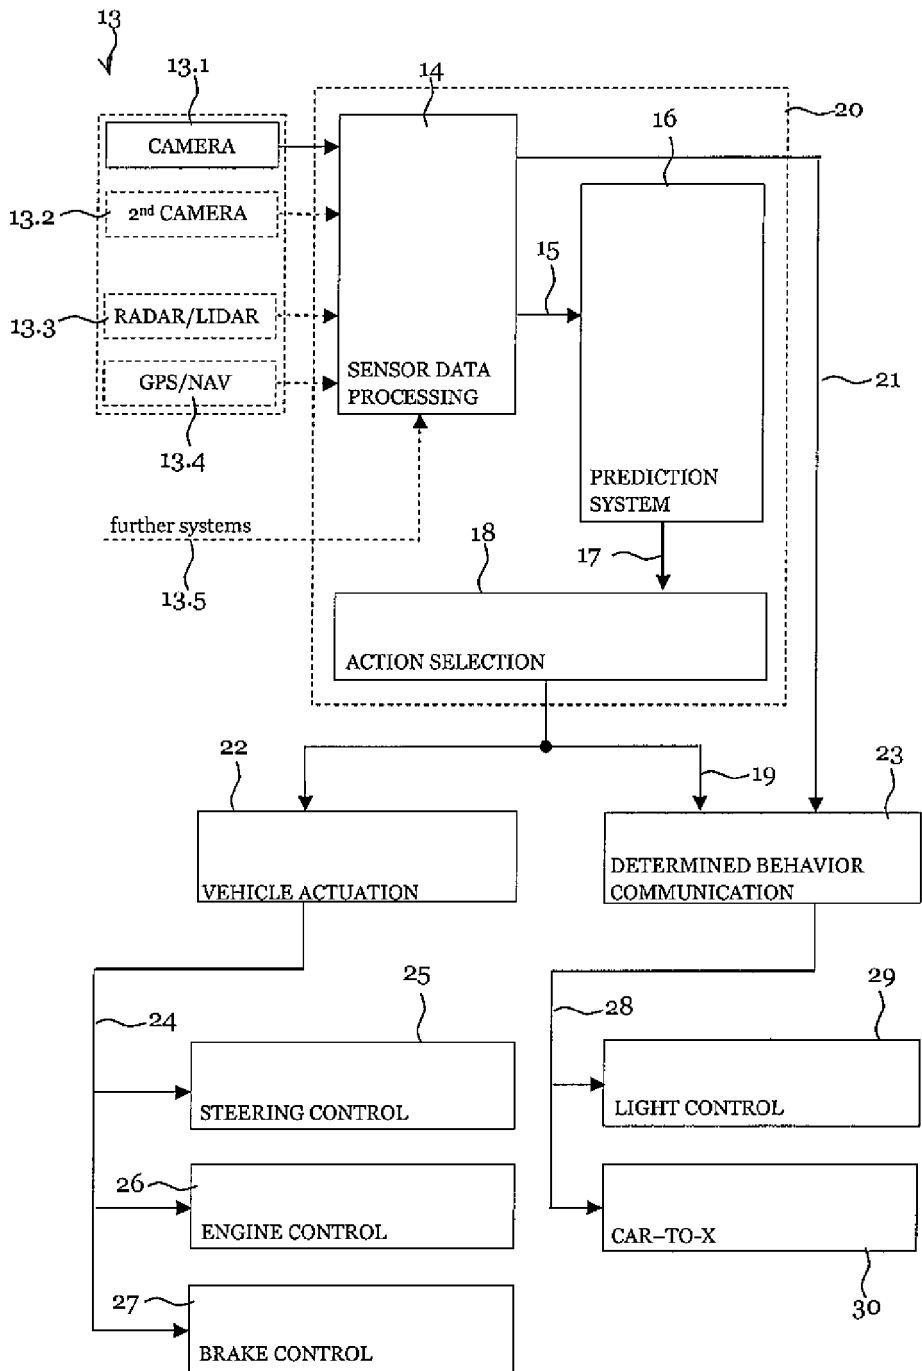 13
13.1
CAMERA
14
20
16
13.2
2nd CAMERA
15
13.3
RADAR/LIDAR
GPS/NAV
SENSOR DATA
PROCESSING
21
13.4
PREDICTION
SYSTEM
further systems
13.5
17
18
ACTION SELECTION
22
19
23
VEHICLE ACTUATION
DETERMINED BEHAVIOR
COMMUNICATION
24
25
28
29
STEERING CONTROL
LIGHT CONTROL
26
ENGINE CONTROL
CAR-TO-X
30
27
BRAKE CONTROL